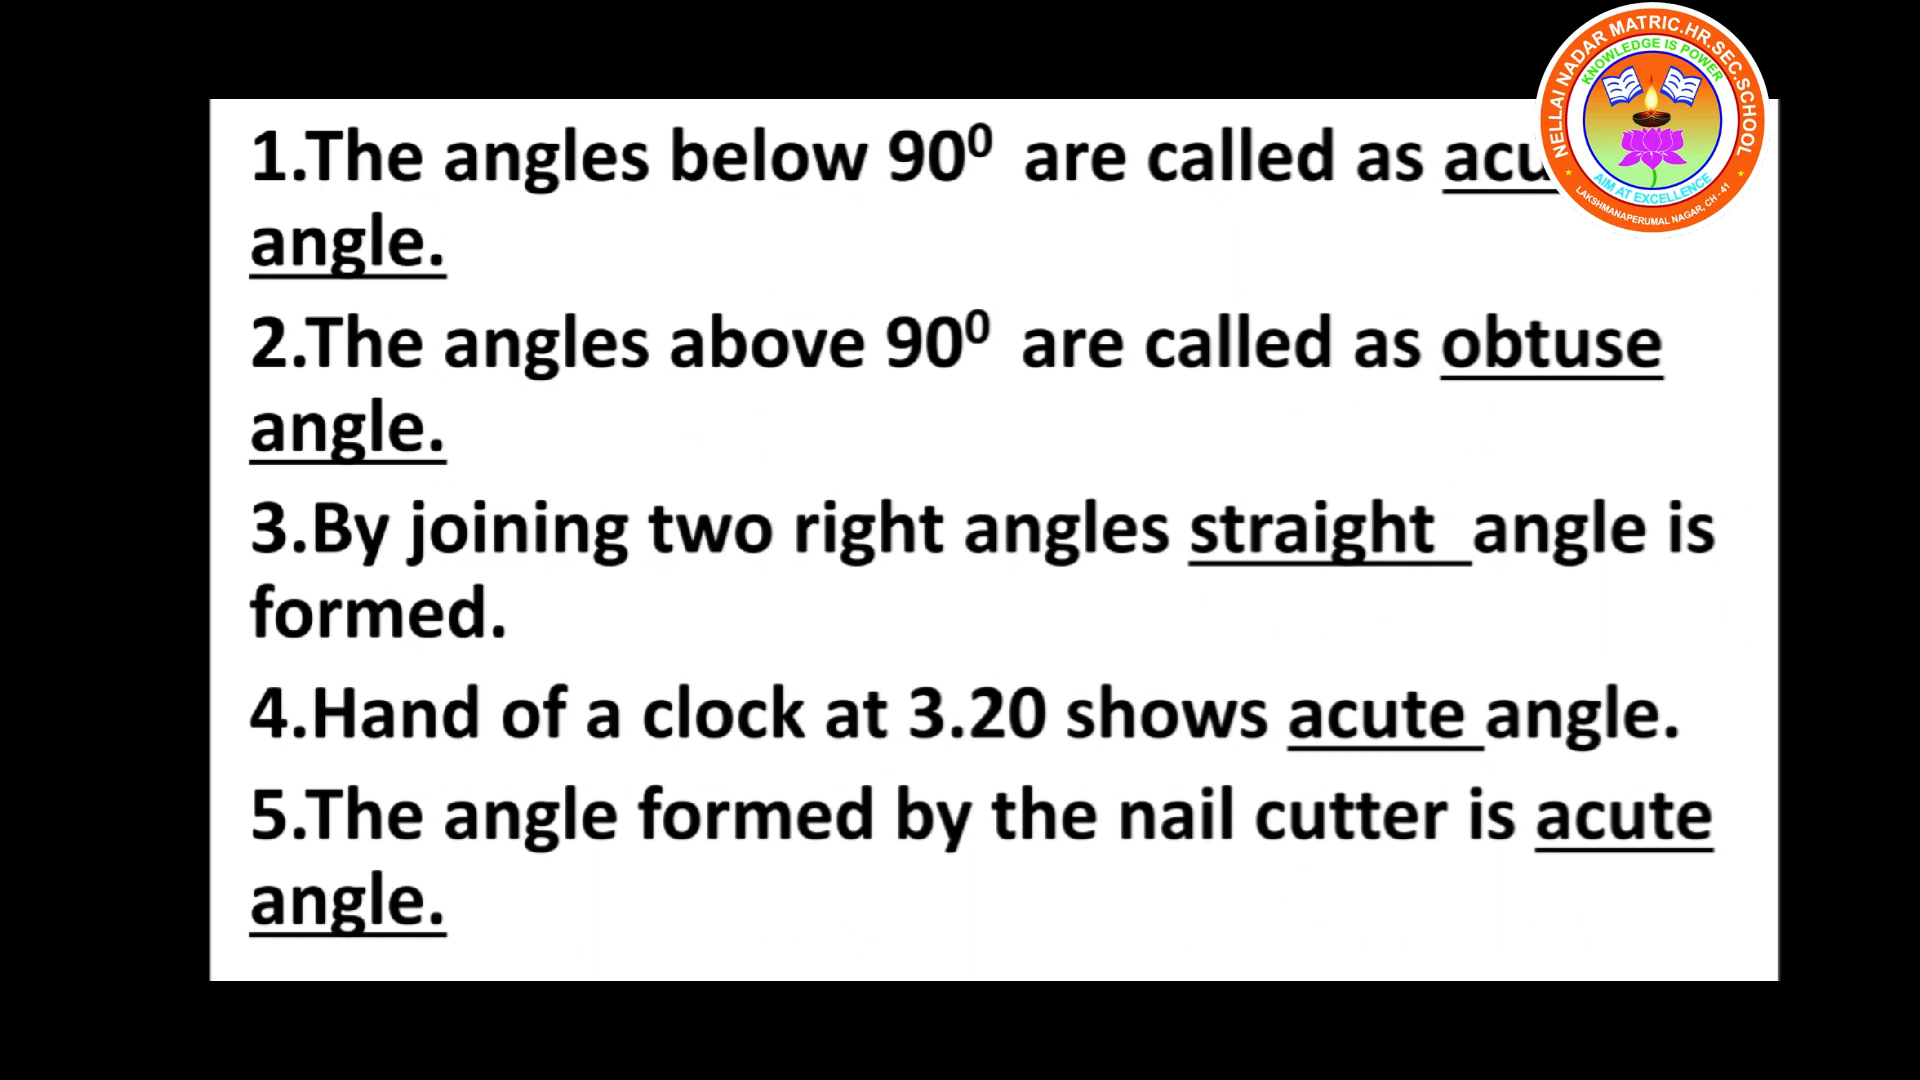 1.The angles below 90⁰ are called as acu
angle.
2.The angles above 90⁰ are called as obtuse
angle.
3.By joining two right angles straight angle is
formed.
4.Hand of a clock at 3.20 shows acute angle.
5.The angle formed by the nail cutter is acute
angle.
NELLAI NADAR MATRIC.HR.SEC.SCHOOL
KNOWLEDGE IS POWER
AIM AT EXCELLENCE
LAKSHMANAPERUMAL NAGAR, CH - 41